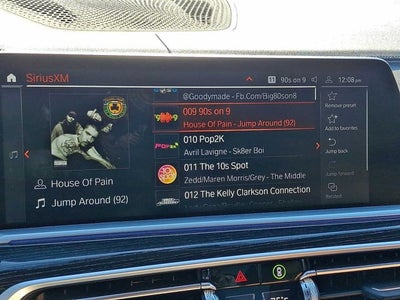 SiriusXM
90s on 9
12:08 pm
@Goodymade - Fb.Com/Big80son8
009 90s on 9
House Of Pain - Jump Around (92)
010 Pop2K
Avril Lavigne - Sk8er Boi
011 The 10s Spot
Zedd/Maren Morris/Grey - The Middle
012 The Kelly Clarkson Connection
House Of Pain
Jump Around (92)
Remove preset
Add to favorites
Jump back
Jump forward
Related